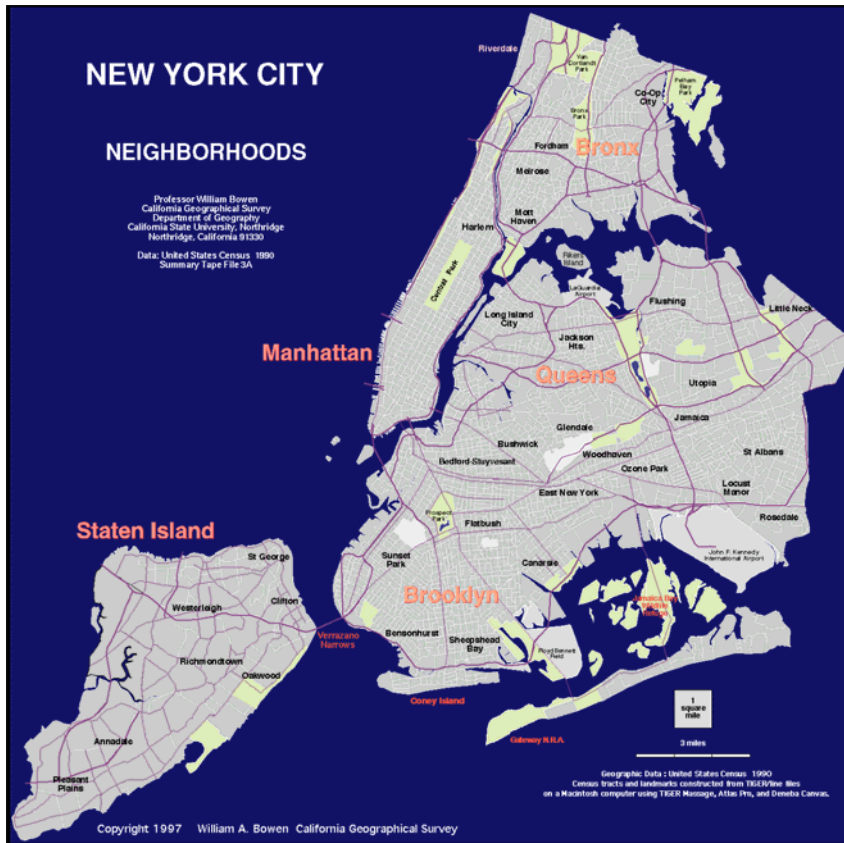 NEW YORK CITY
NEIGHBORHOODS
Professor William Bowen
California Geographical Survey
Department of Geography
California State University, Northridge
Northridge, California 91330
Data: United States Census 1990
Summary Tape File 3A
Riverdale
Van
Cortlandt
Park
Pelham
Bay
Park
Co-Op
City
Bronx
Park
Fordham
Bronx
Melrose
Mott
Haven
Harlem
Rikers
Island
Central Park
LaGuardia
Airport
Flushing
Little Neck
Long Island
City
Jackson
Hts.
Manhattan
Queens
Utopia
Jamaica
Glendale
Bushwick
Woodhaven
St Albans
Bedford-Stuyvesant
Ozone Park
Locust
Manor
East New York
Prospect
Park
Flatbush
Rosedale
Staten Island
John F. Kennedy
International Airport
St George
Sunset
Park
Canarsie
Brooklyn
Jamaica Bay
Wildlife
Refuge
Clifton
Westerleigh
Verrazano
Narrows
Bensonhurst
Sheepshead
Bay
Floyd Bennett
Field
Richmondtown
Oakwood
Coney Island
1
square
mile
Gateway N.R.A.
3 miles
Annadale
Pleasant
Plains
Geographic Data : United States Census 1990
Census tracts and landmarks constructed from TIGER/line files
on a Macintosh computer using TIGER Massage, Atlas Pro, and Deneba Canvas.
Copyright 1997 William A. Bowen California Geographical Survey